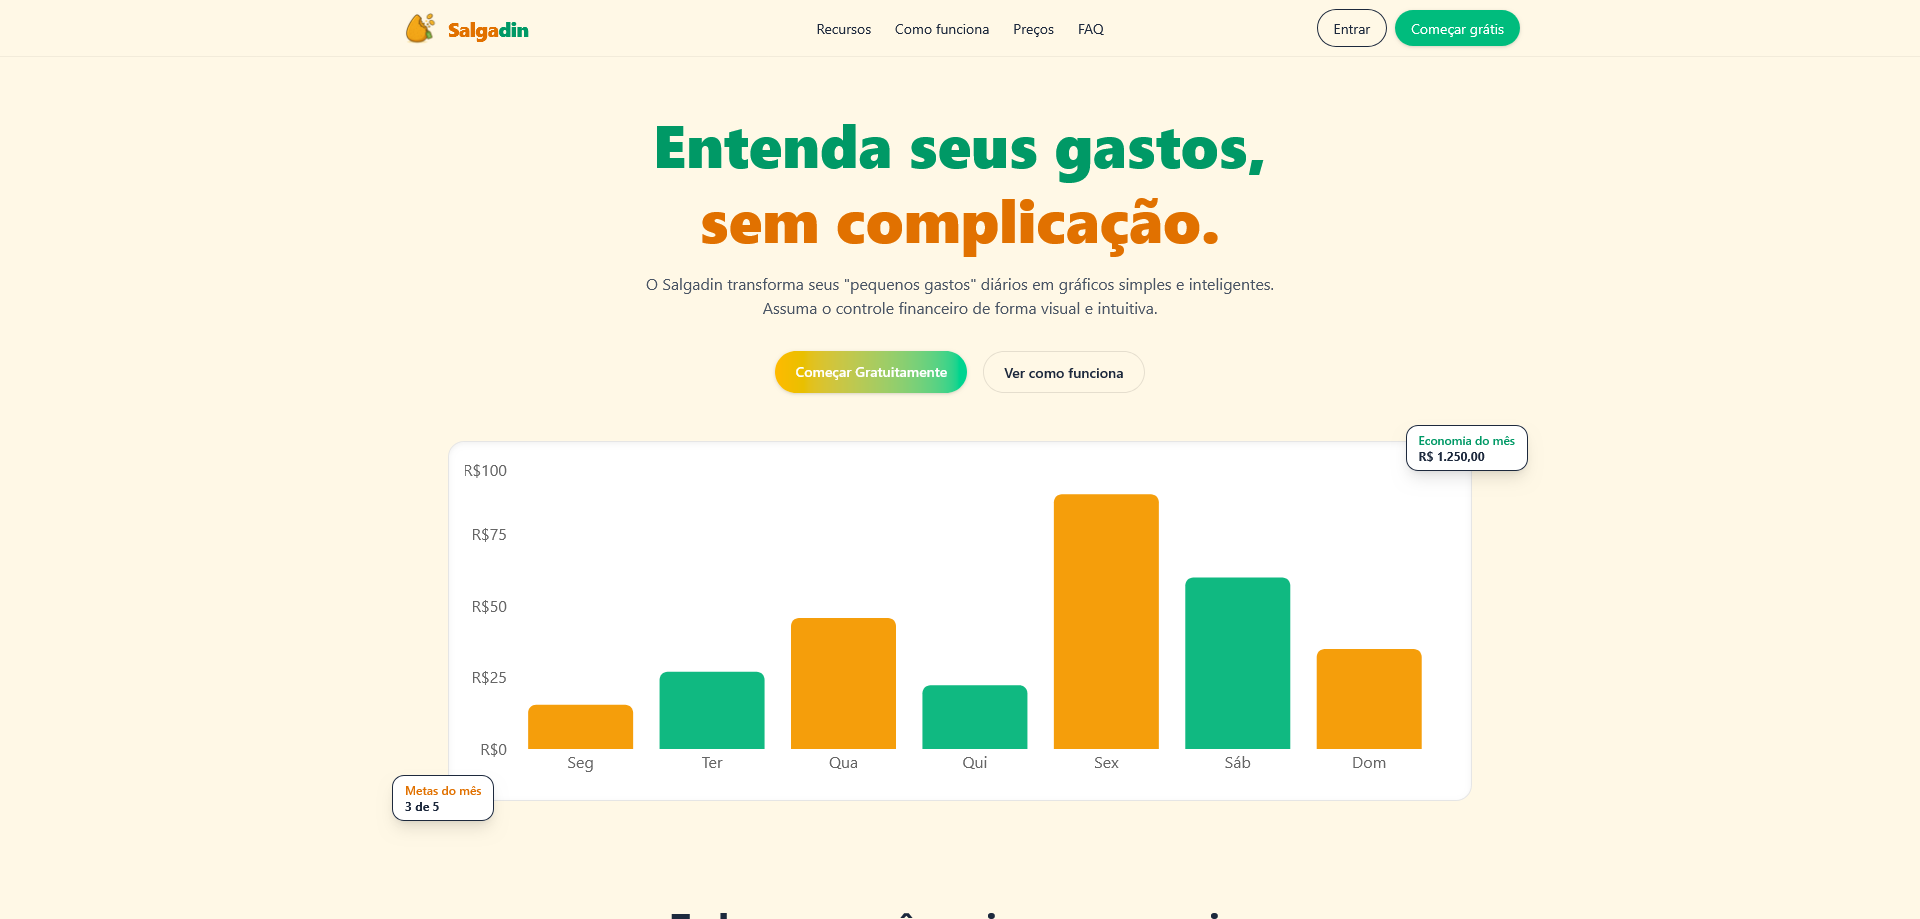 Salgadin
Recursos Como funciona Preços FAQ
Entrar Começar grátis
Entenda seus gastos,
sem complicação.
O Salgadin transforma seus "pequenos gastos" diários em gráficos simples e inteligentes.
Assuma o controle financeiro de forma visual e intuitiva.
Começar Gratuitamente Ver como funciona
Economia do mês
R$ 1.250,00
R$100
R$75
R$50
R$25
R$0
Seg Ter Qua Qui Sex Sáb Dom
Metas do mês
3 de 5